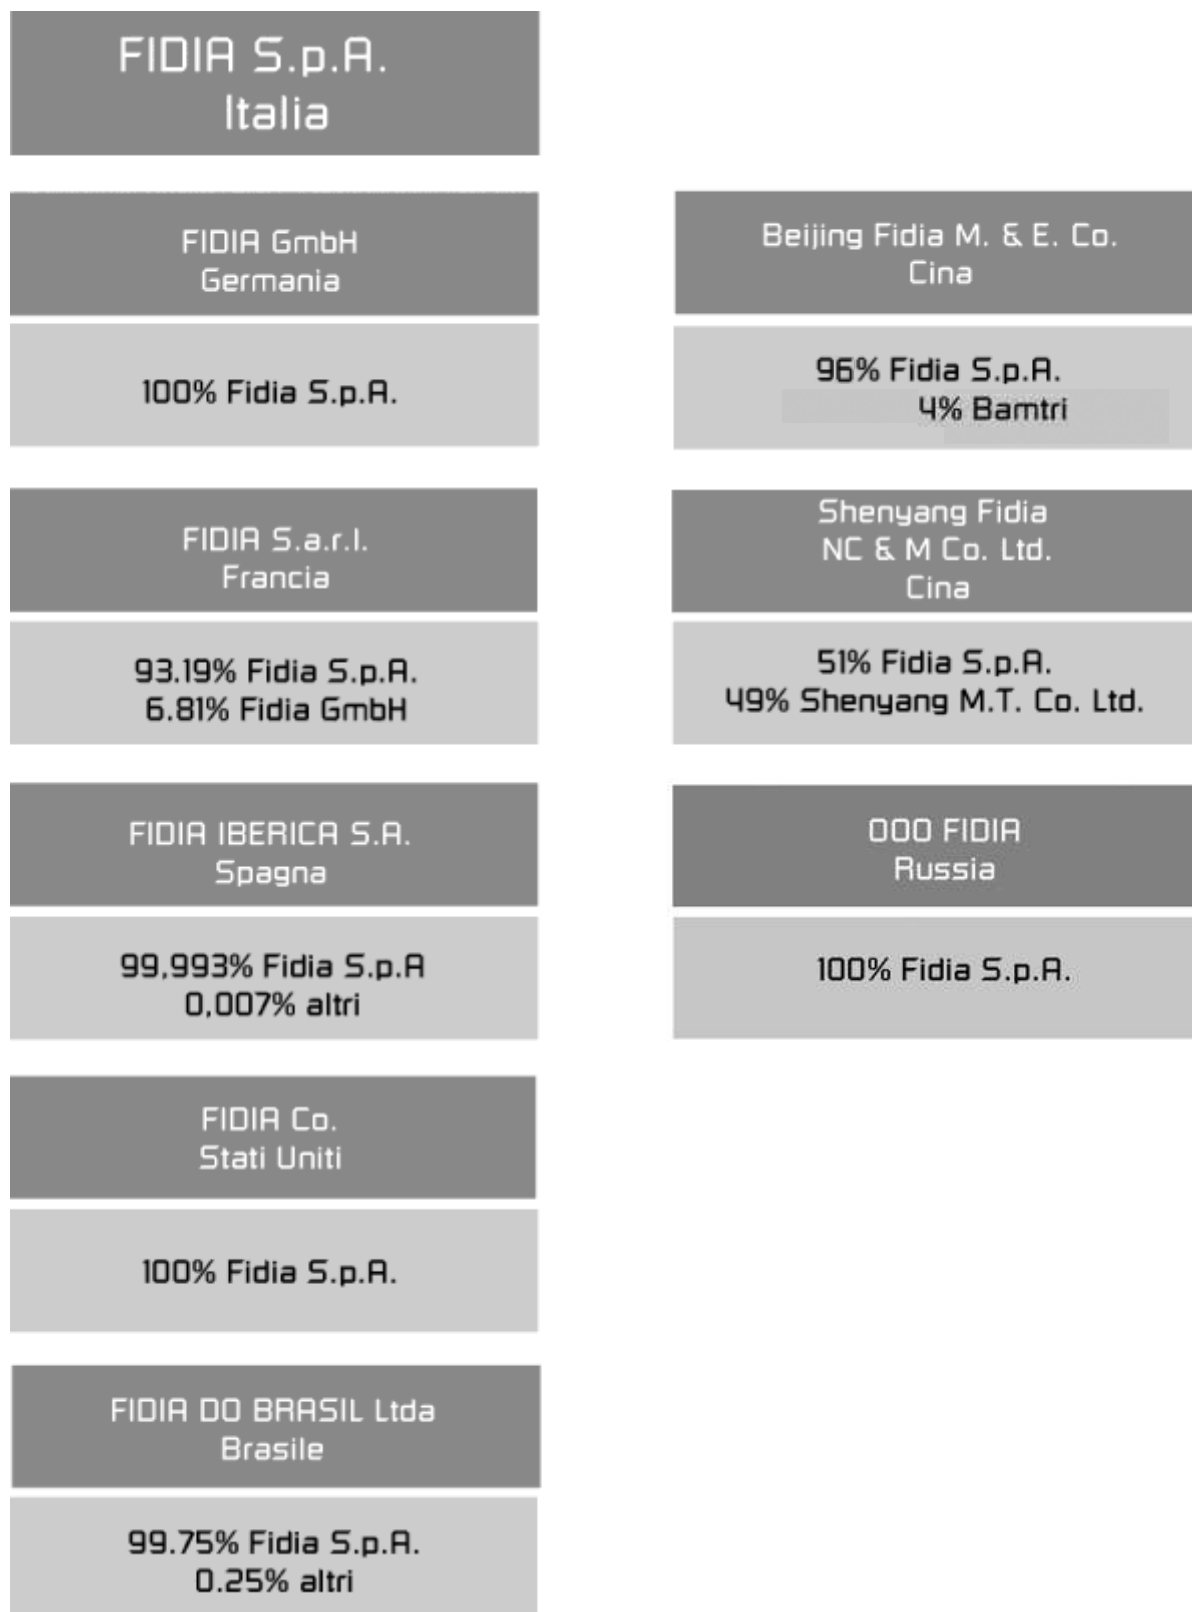 FIDIA S.p.A.
Italia
FIDIA GmbH
Germania
100% Fidia S.p.A.
FIDIA S.a.r.l.
Francia
93.19% Fidia S.p.A.
6.81% Fidia GmbH
FIDIA IBERICA S.A.
Spagna
99,993% Fidia S.p.A
0,007% altri
FIDIA Co.
Stati Uniti
100% Fidia S.p.A.
FIDIA DO BRASIL Ltda
Brasile
99.75% Fidia S.p.A.
0.25% altri
Beijing Fidia M. & E. Co.
Cina
96% Fidia S.p.A.
4% Bamtri
Shenyang Fidia
NC & M Co. Ltd.
Cina
51% Fidia S.p.A.
49% Shenyang M.T. Co. Ltd.
OOO FIDIA
Russia
100% Fidia S.p.A.